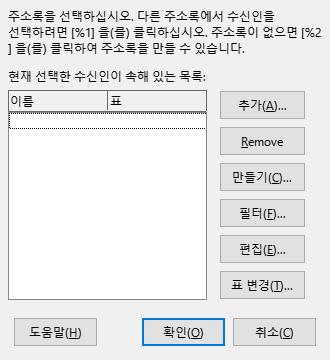 주소록을 선택하십시오. 다른 주소록에서 수신인을
선택하려면 [%1] 을(를) 클릭하십시오. 주소록이 없으면 [%2
] 을(를) 클릭하여 주소록을 만들 수 있습니다.
현재 선택한 수신인이 속해 있는 목록:
이름 표
추가(A)...
Remove
만들기(C)...
필터(F)...
편집(E)...
표 변경(T)...
도움말(H) 확인(O) 취소(C)